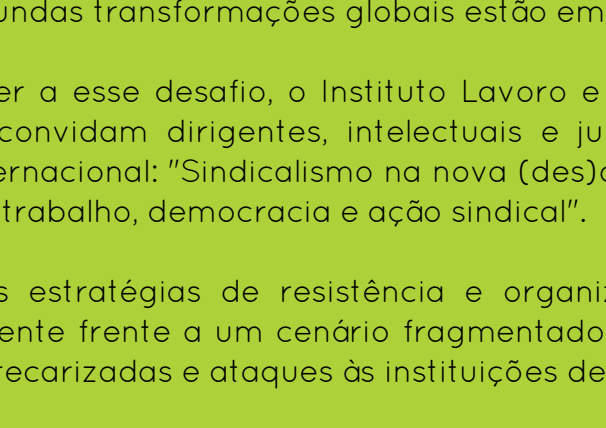 undas transformações globais estão em
er a esse desafio, o Instituto Lavoro e
convidam dirigentes, intelectuais e ju
ernacional: "Sindicalismo na nova (des)o
trabalho, democracia e ação sindical".
s estratégias de resistência e organiz
ente frente a um cenário fragmentado
recarizadas e ataques às instituições de